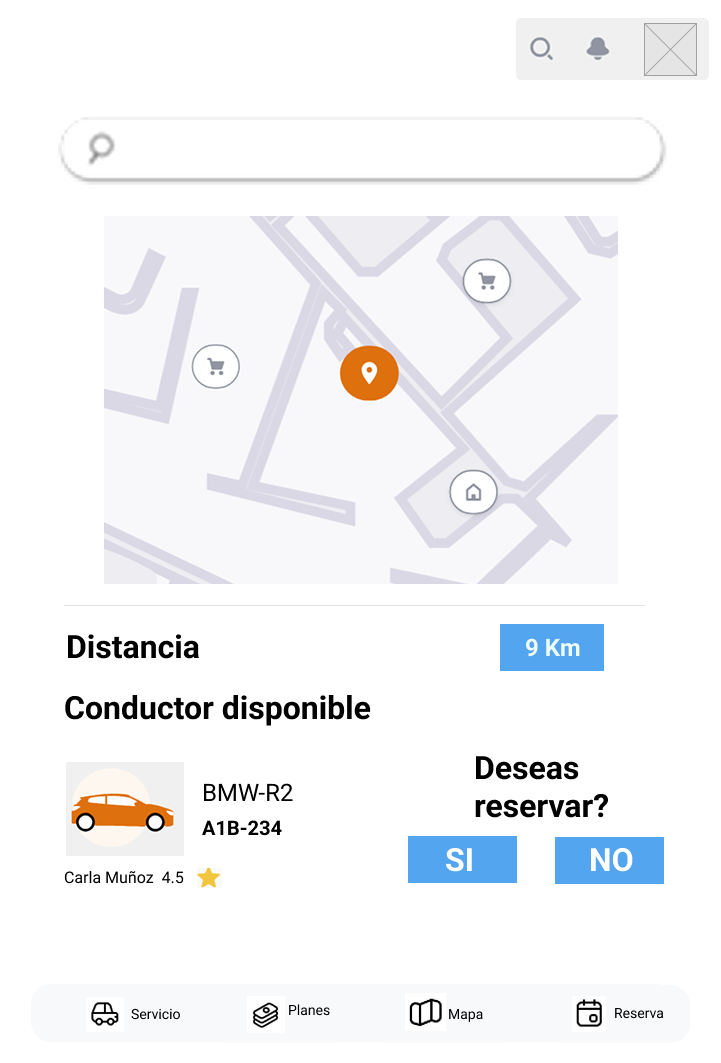 Distancia
9 Km
Conductor disponible
Deseas
reservar?
BMW-R2
A1B-234
SI
NO
Carla Muñoz 4.5
Servicio
Planes
Mapa
Reserva